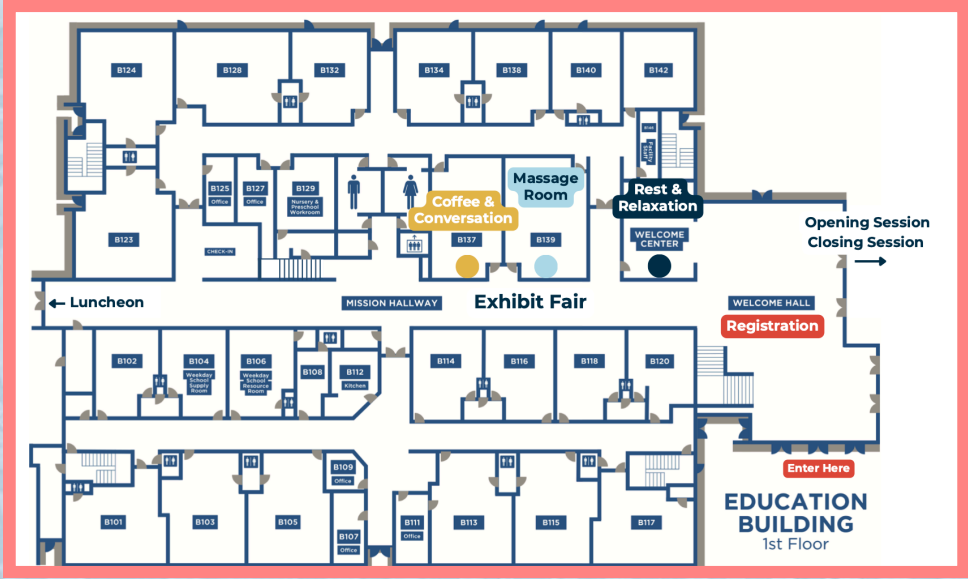 B124
B128
B132
B134
B138
B140
B142
Facility
Staff
B125
Office
B127
Office
B129
Nursery &
Preschool
Workroom
Massage
Room
Rest &
Relaxation
Coffee &
Conversation
B123
CHECK-IN
B137
B139
WELCOME
CENTER
Opening Session
Closing Session
Luncheon
MISSION HALLWAY
Exhibit Fair
WELCOME HALL
Registration
B102
B104
Weekday
School
Supply
Room
B106
Weekday
School
Resource
Room
B108
B112
Kitchen
B114
B116
B118
B120
B109
Office
Enter Here
B101
B103
B105
B107
Office
B111
Office
B113
B115
B117
EDUCATION
BUILDING
1st Floor